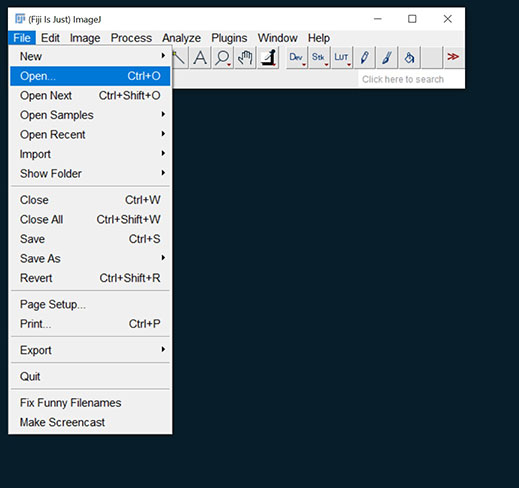 (Fiji Is Just) ImageJ
File Edit Image Process Analyze Plugins Window Help
Dev Stk LUT
Click here to search
New
Open... Ctrl+O
Open Next Ctrl+Shift+O
Open Samples
Open Recent
Import
Show Folder
Close Ctrl+W
Close All Ctrl+Shift+W
Save Ctrl+S
Save As
Revert Ctrl+Shift+R
Page Setup...
Print... Ctrl+P
Export
Quit
Fix Funny Filenames
Make Screencast